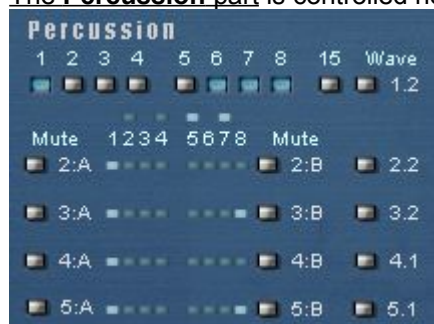 The Percussion part is controlled
Percussion
1 2 3 4 5 6 7 8 15 Wave
1.2
Mute 1234 5678 Mute
2:A 2:B 2.2
3:A 3:B 3.2
4:A 4:B 4.1
5:A 5:B 5.1